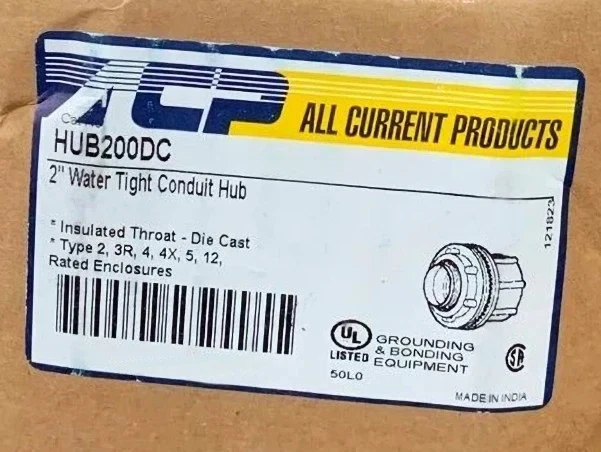 ACP ALL CURRENT PRODUCTS
HUB200DC
2" Water Tight Conduit Hub
* Insulated Throat - Die Cast
* Type 2, 3R, 4, 4X, 5, 12,
Rated Enclosures
121823
UL
LISTED
50L0
GROUNDING
& BONDING
EQUIPMENT
MADE IN INDIA